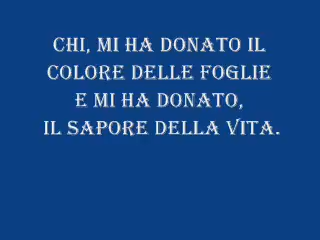 CHI, MI HA DONATO IL
COLORE DELLE FOGLIE
E MI HA DONATO,
IL SAPORE DELLA VITA.